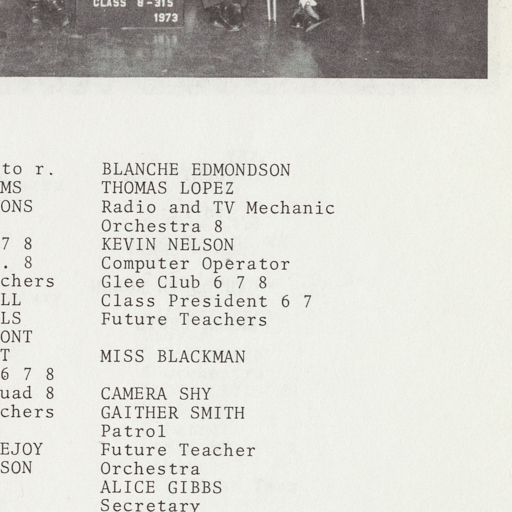 CLASS 8-315
1973
to r.
MS
ONS
7 8
. 8
chers
LL
LS
ONT
T
6 7 8
uad 8
chers
EJOY
SON
BLANCHE EDMONDSON
THOMAS LOPEZ
Radio and TV Mechanic
Orchestra 8
KEVIN NELSON
Computer Operator
Glee Club 6 7 8
Class President 6 7
Future Teachers
MISS BLACKMAN
CAMERA SHY
GAITHER SMITH
Patrol
Future Teacher
Orchestra
ALICE GIBBS
Secretary